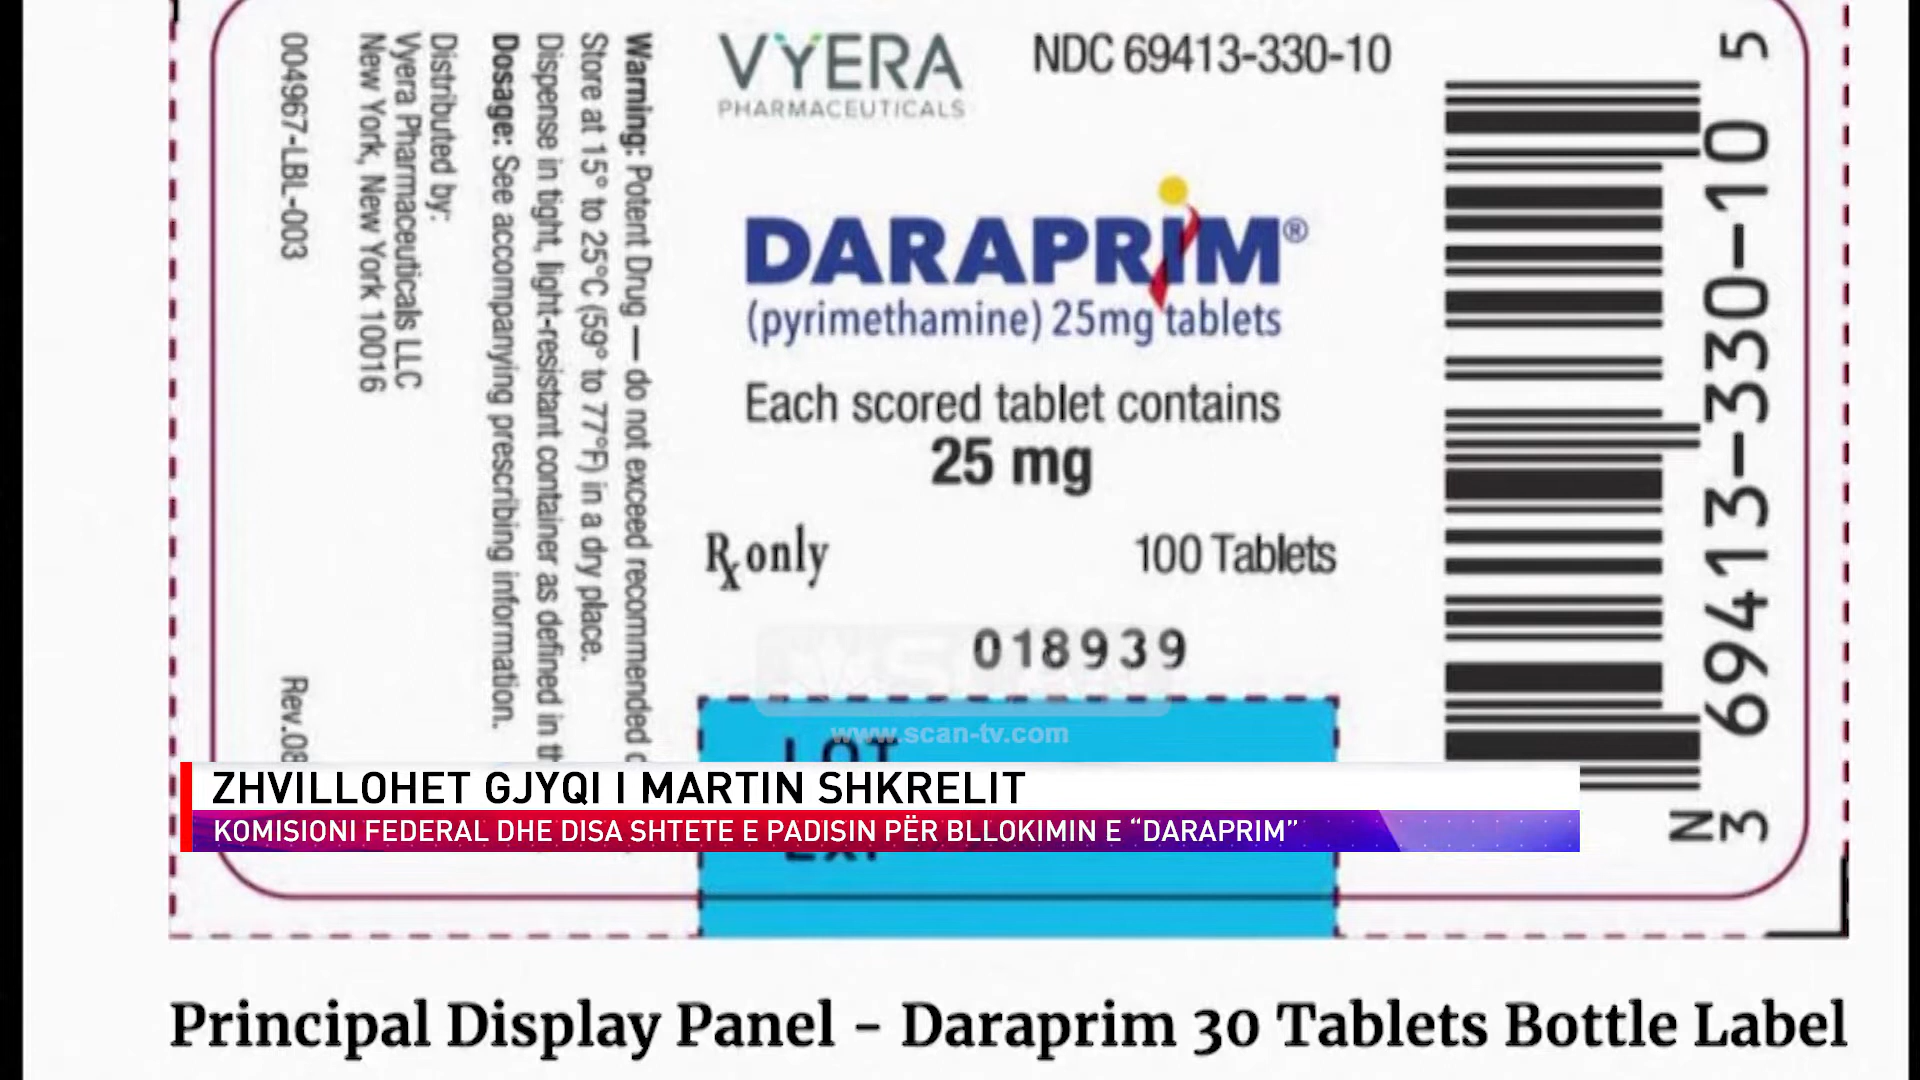 004967-LBL-003
Rev.08
Distributed by:
Vyera Pharmaceuticals LLC
New York, New York 10016
Warning: Potent Drug — do not exceed recommended
Store at 15° to 25°C (59° to 77°F) in a dry place.
Dispense in tight, light-resistant container as defined in
Dosage: See accompanying prescribing information.
VYERA
PHARMACEUTICALS
NDC 69413-330-10
DARAPRIM®
(pyrimethamine) 25mg tablets
Each scored tablet contains
25 mg
Rx only
100 Tablets
018939
SCAN
www.scan-tv.com
LOT
N
3 69413-330-10 5
ZHVILLOHET GJYQI I MARTIN SHKRELIT
KOMISIONI FEDERAL DHE DISA SHTETE E PADISIN PËR BLLOKIMIN E “DARAPRIM”
Principal Display Panel - Daraprim 30 Tablets Bottle Label